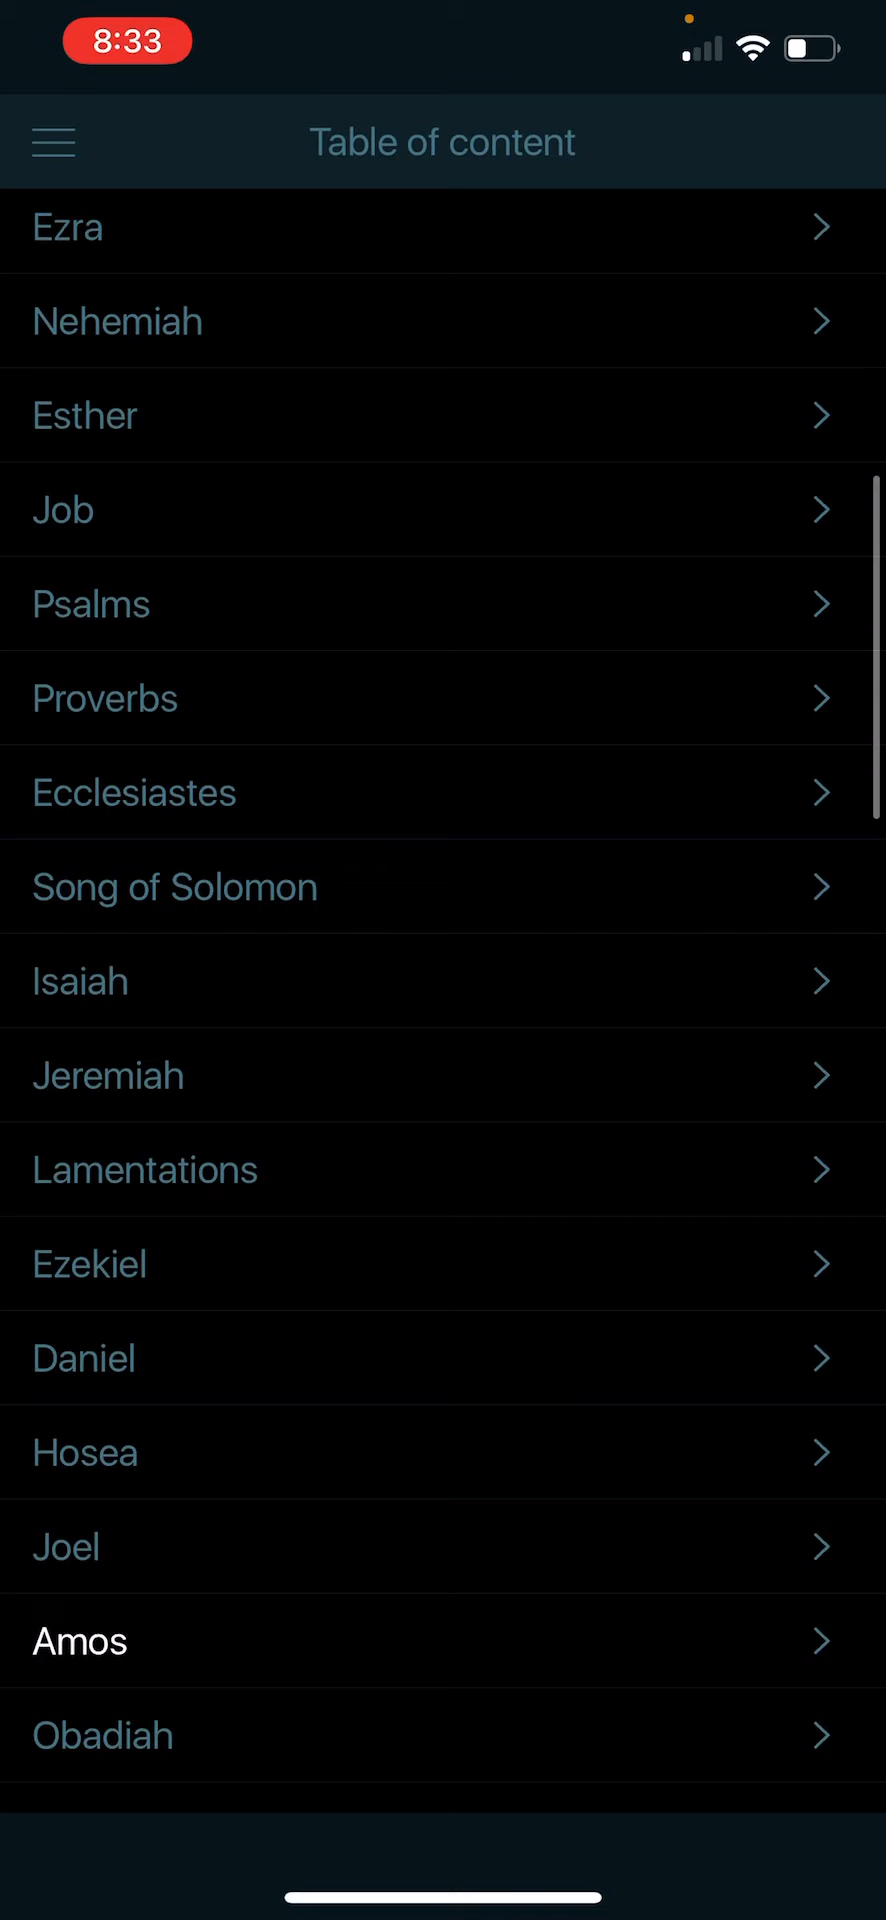 8:33
Table of content
Ezra
Nehemiah
Esther
Job
Psalms
Proverbs
Ecclesiastes
Song of Solomon
Isaiah
Jeremiah
Lamentations
Ezekiel
Daniel
Hosea
Joel
Amos
Obadiah